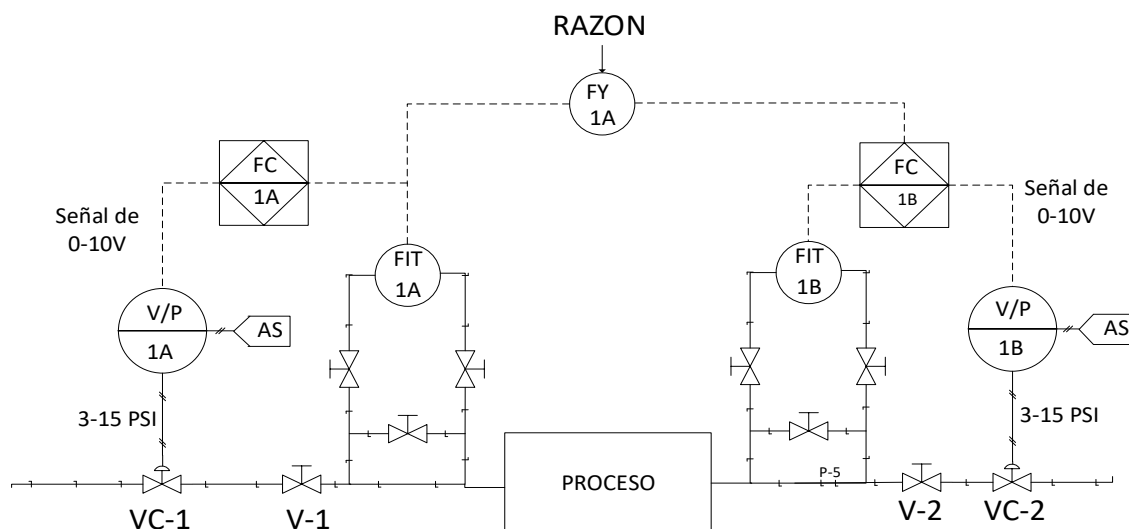 RAZON
FY
1A
FC
1A
FC
1B
Señal de
0-10V
Señal de
0-10V
FIT
1A
FIT
1B
V/P
1A
AS
V/P
1B
AS
3-15 PSI
3-15 PSI
P-5
PROCESO
VC-1
V-1
V-2
VC-2